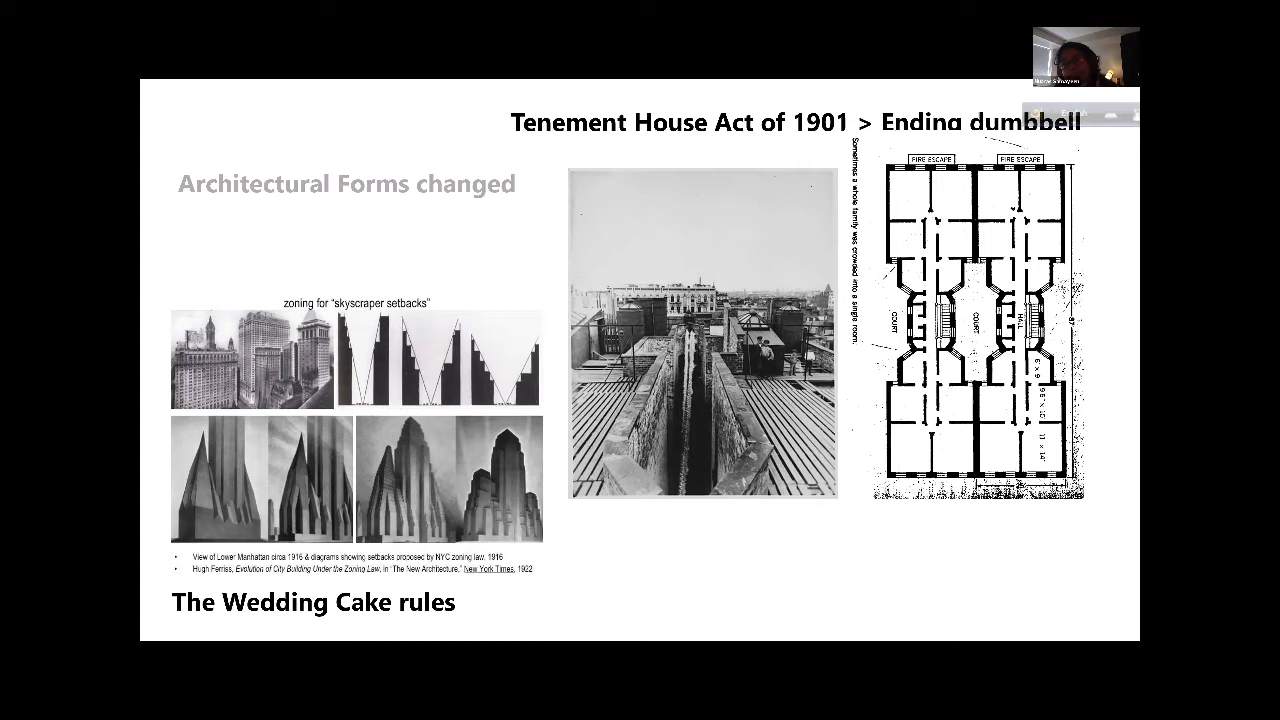 Tenement House Act of 1901 > Ending dumbbell
Architectural Forms changed
zoning for "skyscraper setbacks"
• View of Lower Manhattan circa 1916 & diagrams showing setbacks proposed by NYC zoning law, 1916
• Hugh Ferriss, Evolution of City Building Under the Zoning Law, in "The New Architecture," New York Times, 1922
The Wedding Cake rules
Sometimes a whole family was crowded into a single room.
FIRE ESCAPE
FIRE ESCAPE
COURT
COURT
HALL
87'
11' × 14'